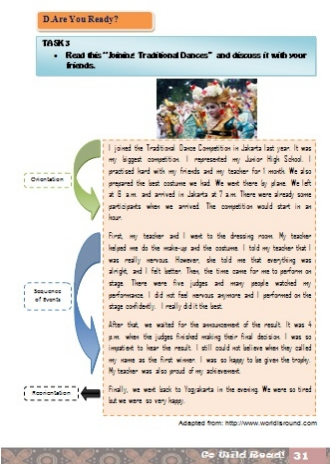 D.Are You Ready?
TASK 3
• Read this "Joining Traditional Dances" and discuss it with your
friends.
Orientation
I joined the Traditional Dance Competition in Jakarta last year. It was
my biggest competition. I represented my Junior High School. I
practised hard with my friends and my teacher for 1 month. We also
prepared the best costume we had. We went there by plane. We left
at 6 a.m. and arrived in Jakarta at 7 a.m. There were already some
participants when we arrived. The competition would start in an
hour.
Sequence
of Events
First, my teacher and I went to the dressing room. My teacher
helped me do the make-up and the costume. I told my teacher that I
was really nervous. However, she told me that everything was
alright, and I felt better. Then, the time came for me to perform on
stage. There were five judges and many people watched my
performance. I did not feel nervous anymore and I performed on the
stage confidently. I really did it the best.
After that, we waited for the announcement of the result. It was 4
p.m. when the judges finished making their final decision. I was so
impatient to hear the result. I still could not believe when they called
my name as the first winner. I was so happy to be given the trophy.
My teacher was also proud of my achievement.
Reorientation
Finally, we went back to Yogyakarta in the evening. We were so tired
but we were so very happy.
Adapted from: http://www.worldisround.com
Go Wild Read! 31